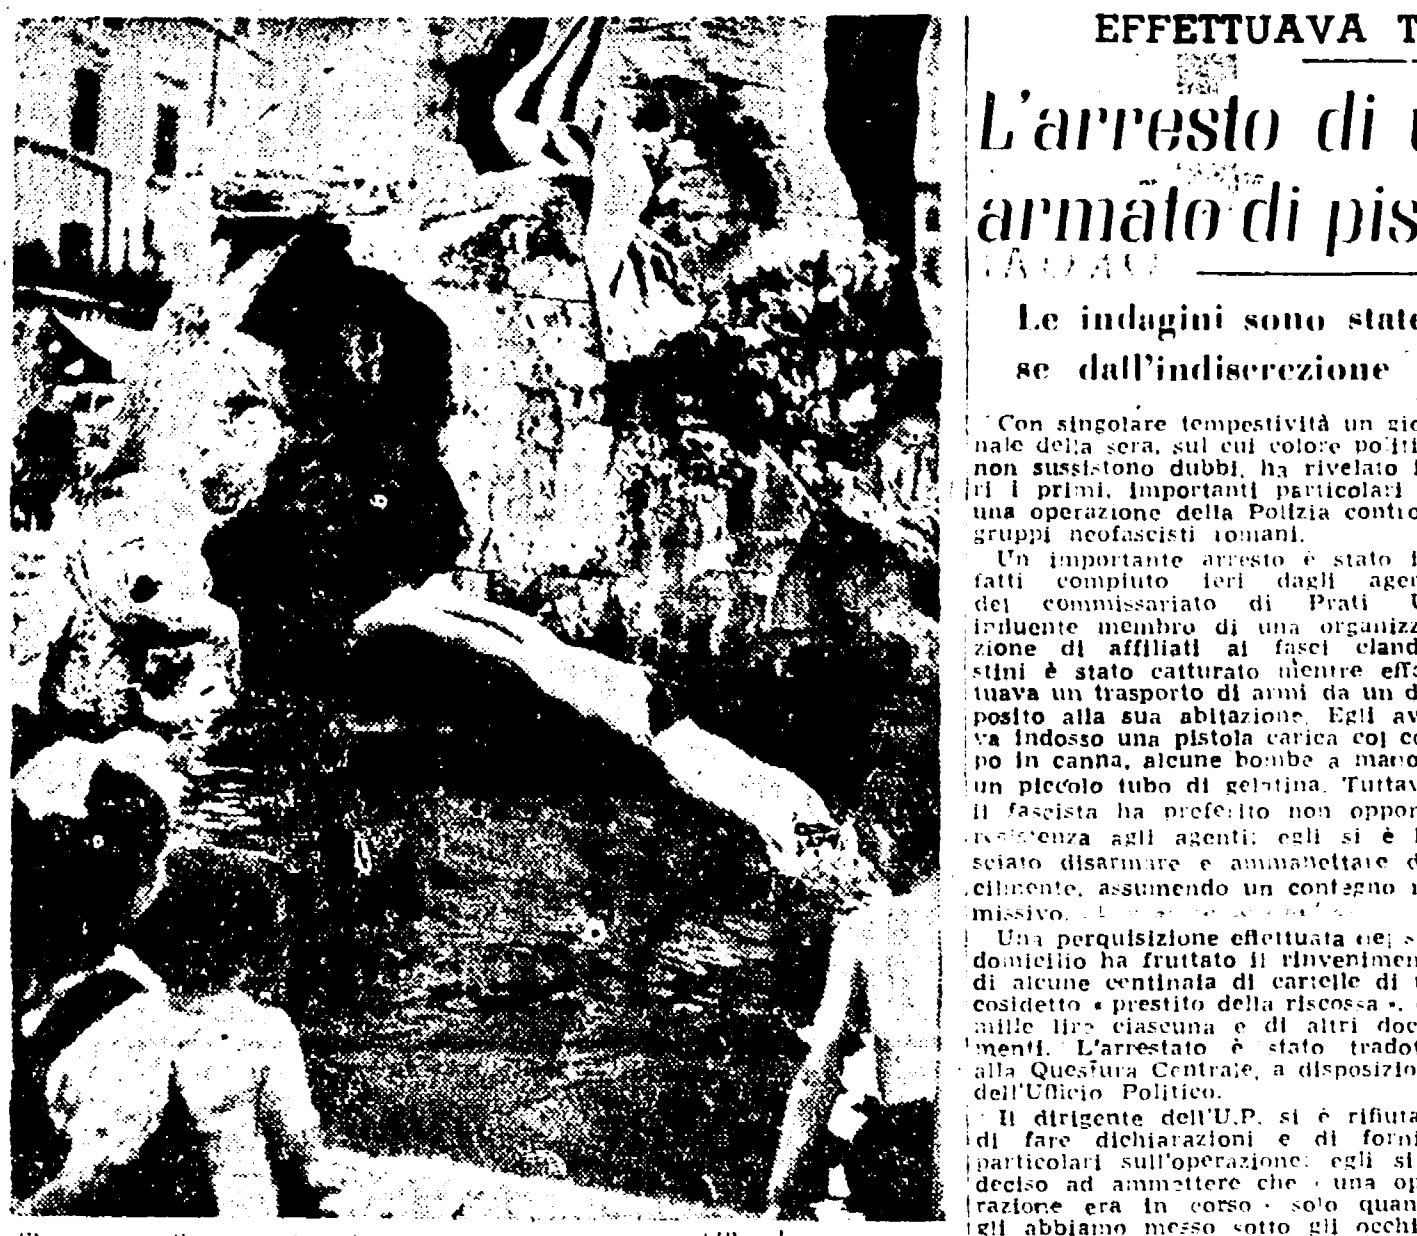 EFFETTUAVA T
L'arresto di u
armato di pis
Le indagini sono state
se dall'indiscrezione
Con singolare tempestività un gio
nale della sera, sul cui colore politi
non sussistono dubbi, ha rivelato i
ri i primi, importanti particolari
una operazione della Polizia contro
gruppi neofascisti romani.
Un importante arresto è stato i
fatti compiuto ieri dagli agen
del commissariato di Prati U
influente membro di una organizz
zione di affiliati ai fasci cland
stini è stato catturato mentre effe
tuava un trasporto di armi da un d
posito alla sua abitazione. Egli av
va indosso una pistola carica col co
po in canna, alcune bombe a mano
un piccolo tubo di gelatina. Tuttav
il fascista ha preferito non oppor
resistenza agli agenti: egli si è l
sciato disarmare e ammanettare d
cilmente, assumendo un contegno r
missivo.
Una perquisizione effettuata nel s
domicilio ha fruttato il rinvenimen
di alcune centinaia di cartelle di
cosidetto « prestito della riscossa »,
mille lire ciascuna e di altri doc
menti. L'arrestato è stato tradot
alla Questura Centrale, a disposizio
dell'Ufficio Politico.
Il dirigente dell'U.P. si è rifiuta
di fare dichiarazioni e di forni
particolari sull'operazione: egli si
deciso ad ammettere che « una op
razione era in corso » solo quan
gli abbiamo messo sotto gli occhi